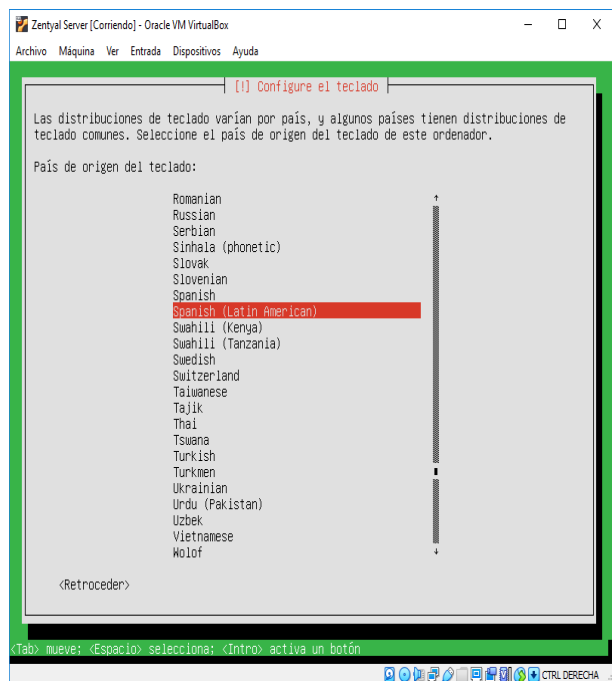 Zentyal Server [Corriendo] - Oracle VM VirtualBox
Archivo Máquina Ver Entrada Dispositivos Ayuda
[!] Configure el teclado
Las distribuciones de teclado varían por país, y algunos países tienen distribuciones de
teclado comunes. Seleccione el país de origen del teclado de este ordenador.
País de origen del teclado:
Romanian
Russian
Serbian
Sinhala (phonetic)
Slovak
Slovenian
Spanish
Spanish (Latin American)
Swahili (Kenya)
Swahili (Tanzania)
Swedish
Switzerland
Taiwanese
Tajik
Thai
Tswana
Turkish
Turkmen
Ukrainian
Urdu (Pakistan)
Uzbek
Vietnamese
Wolof
<Retroceder>
<Tab> mueve; <Espacio> selecciona; <Intro> activa un botón
CTRL DERECHA